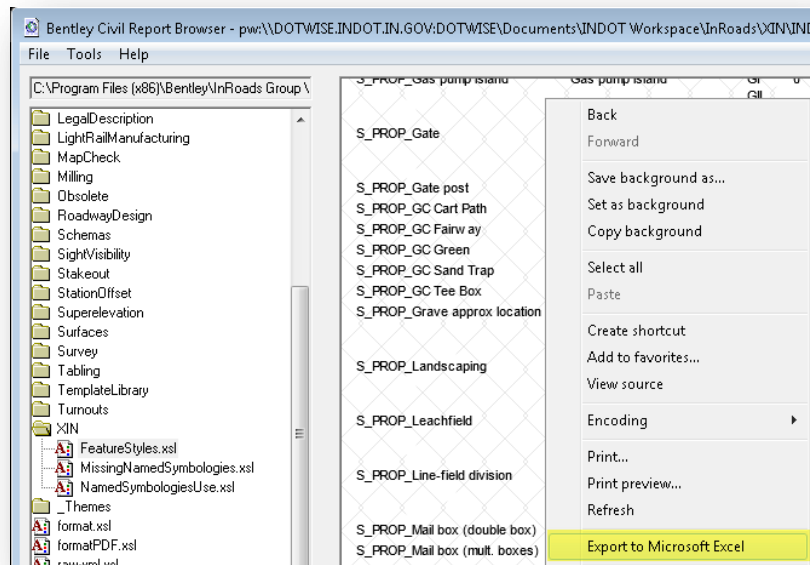 Bentley Civil Report Browser - pw:\\DOTWISE.INDOT.IN.GOV:DOTWISE\Documents\INDOT Workspace\InRoads\XIN\IND
File Tools Help
C:\Program Files (x86)\Bentley\InRoads Group\
LegalDescription
LightRailManufacturing
MapCheck
Milling
Obsolete
RoadwayDesign
Schemas
SightVisibility
Stakeout
StationOffset
Superelevation
Surfaces
Survey
Tabling
TemplateLibrary
Turnouts
XIN
FeatureStyles.xsl
MissingNamedSymbologies.xsl
NamedSymbologiesUse.xsl
_Themes
format.xsl
formatPDF.xsl
raw-xml.xsl
S_PROP_Gas pump island Gas pump island GI
S_PROP_Gate
S_PROP_Gate post
S_PROP_GC Cart Path
S_PROP_GC Fairway
S_PROP_GC Green
S_PROP_GC Sand Trap
S_PROP_GC Tee Box
S_PROP_Grave approx location
S_PROP_Landscaping
S_PROP_Leachfield
S_PROP_Line-field division
S_PROP_Mail box (double box)
S_PROP_Mail box (mult. boxes)
Back
Forward
Save background as...
Set as background
Copy background
Select all
Paste
Create shortcut
Add to favorites...
View source
Encoding
Print...
Print preview...
Refresh
Export to Microsoft Excel